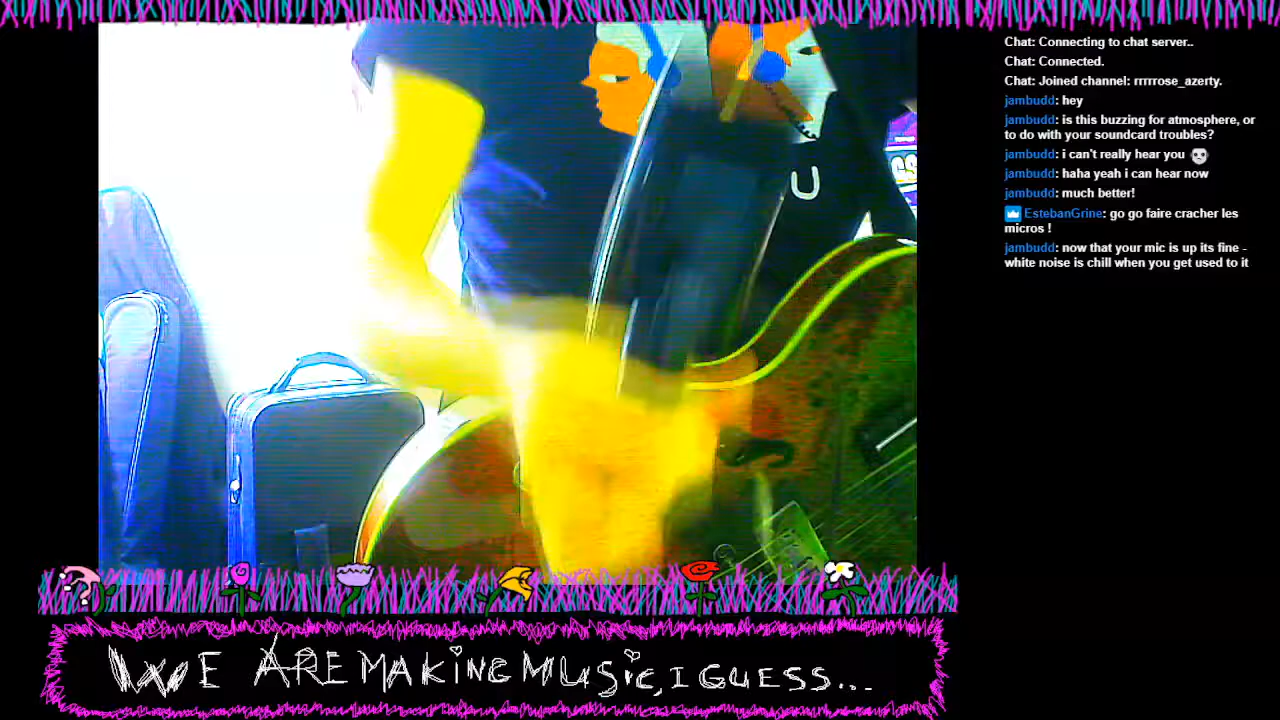 Chat: Connecting to chat server..
Chat: Connected.
Chat: Joined channel: rrrrrose_azerty.
jambudd: hey
jambudd: is this buzzing for atmosphere, or
to do with your soundcard troubles?
jambudd: i can't really hear you
jambudd: haha yeah i can hear now
jambudd: much better!
EstebanGrine: go go faire cracher les
micros !
jambudd: now that your mic is up its fine -
white noise is chill when you get used to it
U
WE ARE MAKING MUSIC, I GUESS...